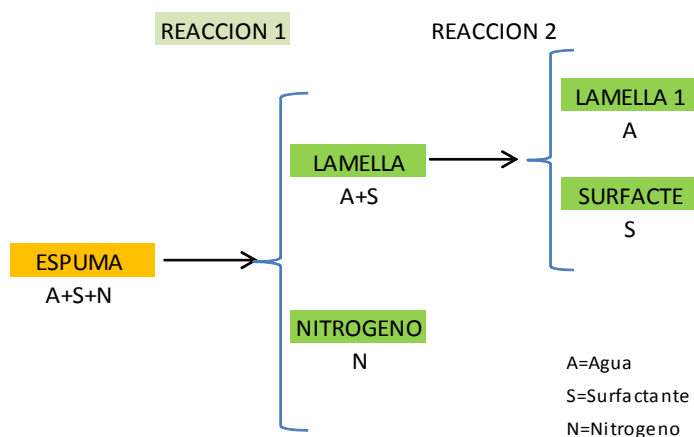 REACCION 1
REACCION 2
LAMELLA 1
A
LAMELLA
A+S
SURFACTE
S
ESPUMA
A+S+N
NITROGENO
N
A=Agua
S=Surfactante
N=Nitrogeno